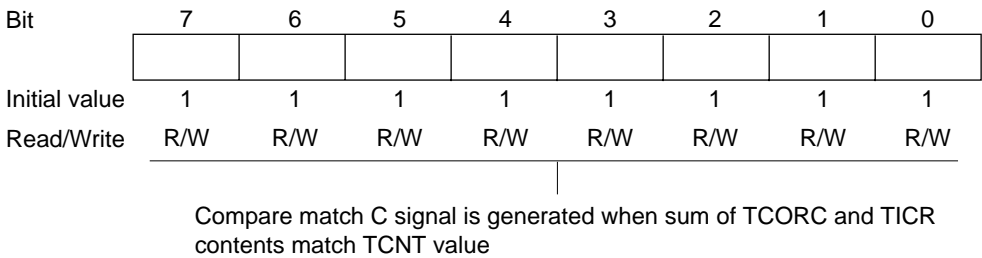 Bit 7 6 5 4 3 2 1 0
Initial value 1 1 1 1 1 1 1 1
Read/Write R/W R/W R/W R/W R/W R/W R/W R/W
Compare match C signal is generated when sum of TCORC and TICR
contents match TCNT value